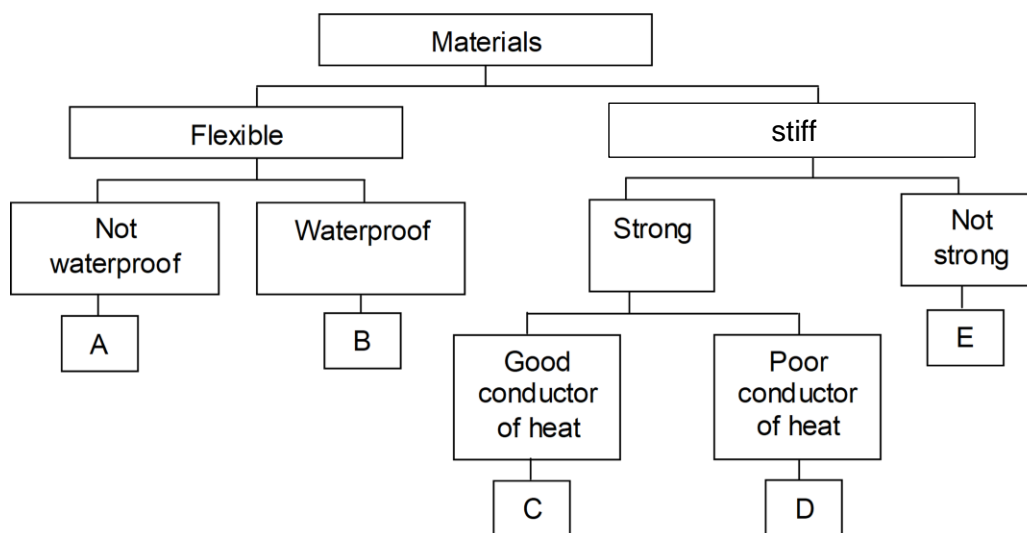 Materials
Flexible
stiff
Not
waterproof
Waterproof
Strong
Not
strong
A
B
E
Good
conductor
of heat
Poor
conductor
of heat
C
D